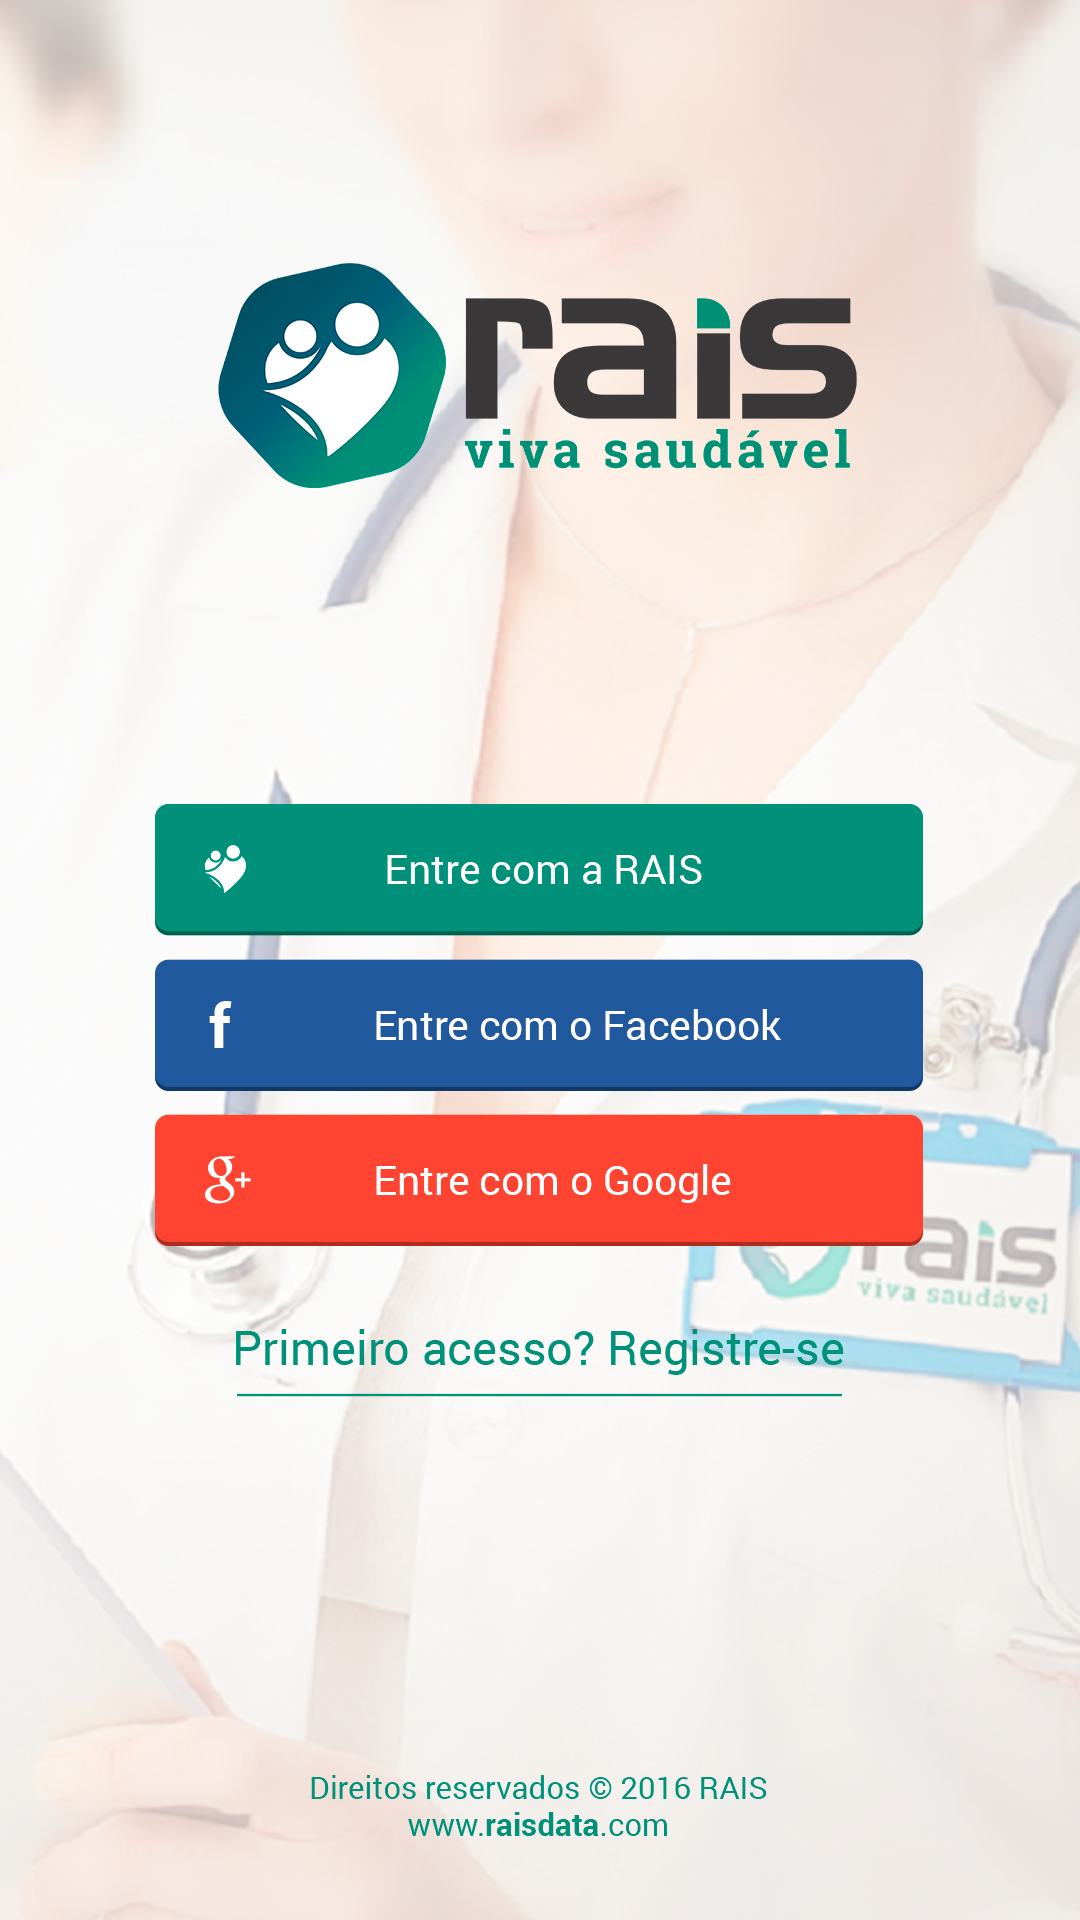 rais
viva saudável
Entre com a RAIS
f Entre com o Facebook
g+ Entre com o Google
rais
viva saudável
Primeiro acesso? Registre-se
Direitos reservados © 2016 RAIS
www.raisdata.com